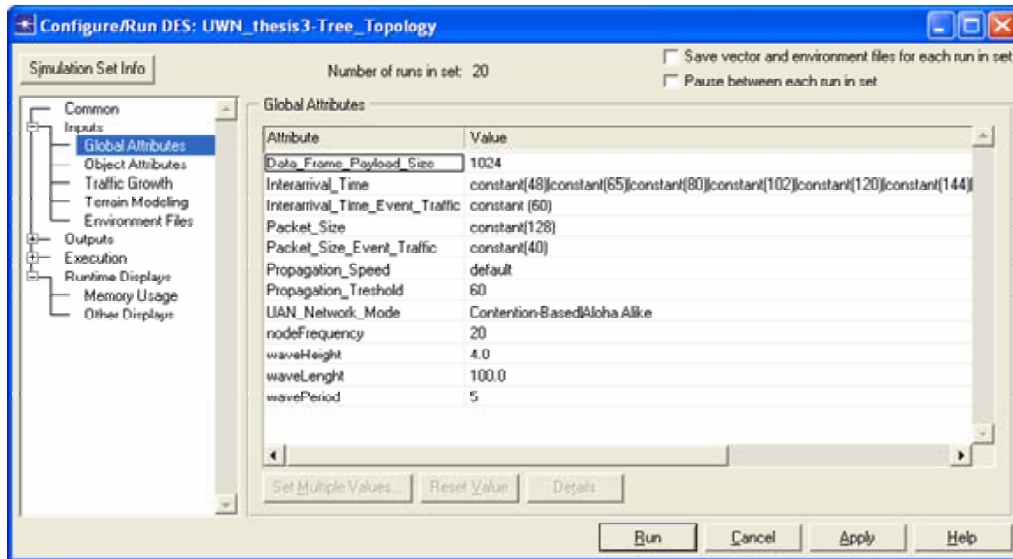 Configure/Run DES: UWN_thesis3-Tree_Topology
Simulation Set Info
Number of runs in set: 20
Save vector and environment files for each run in set
Pause between each run in set
Common
Inputs
Global Attributes
Object Attributes
Traffic Growth
Terrain Modeling
Environment Files
Outputs
Execution
Runtime Displays
Memory Usage
Other Displays
Global Attributes
Attribute Value
Data_Frame_Payload_Size 1024
Interarrival_Time constant(48)|constant(65)|constant(80)|constant(102)|constant(120)|constant(144)|
Interarrival_Time_Event_Traffic constant (60)
Packet_Size constant(128)
Packet_Size_Event_Traffic constant(40)
Propagation_Speed default
Propagation_Treshold 60
UAN_Network_Mode Contention-Based|Aloha Alike
nodeFrequency 20
waveHeight 4.0
waveLenght 100.0
wavePeriod 5
Set Multiple Values... Reset Value Details
Run Cancel Apply Help